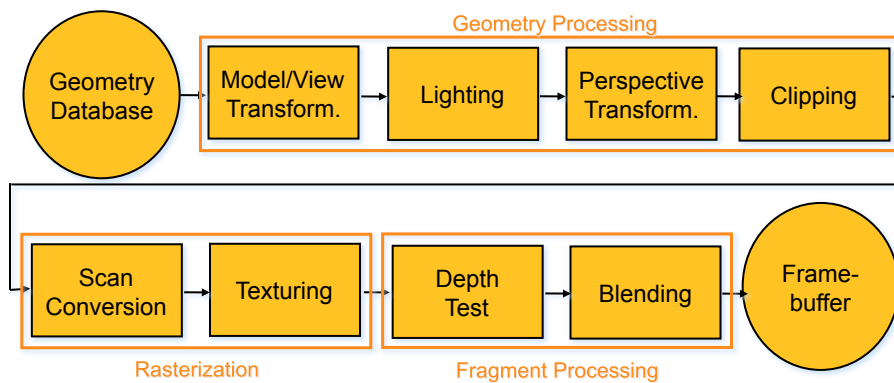 Geometry Processing
Geometry
Database
Model/View
Transform.
Lighting
Perspective
Transform.
Clipping
Scan
Conversion
Texturing
Depth
Test
Blending
Frame-
buffer
Rasterization
Fragment Processing